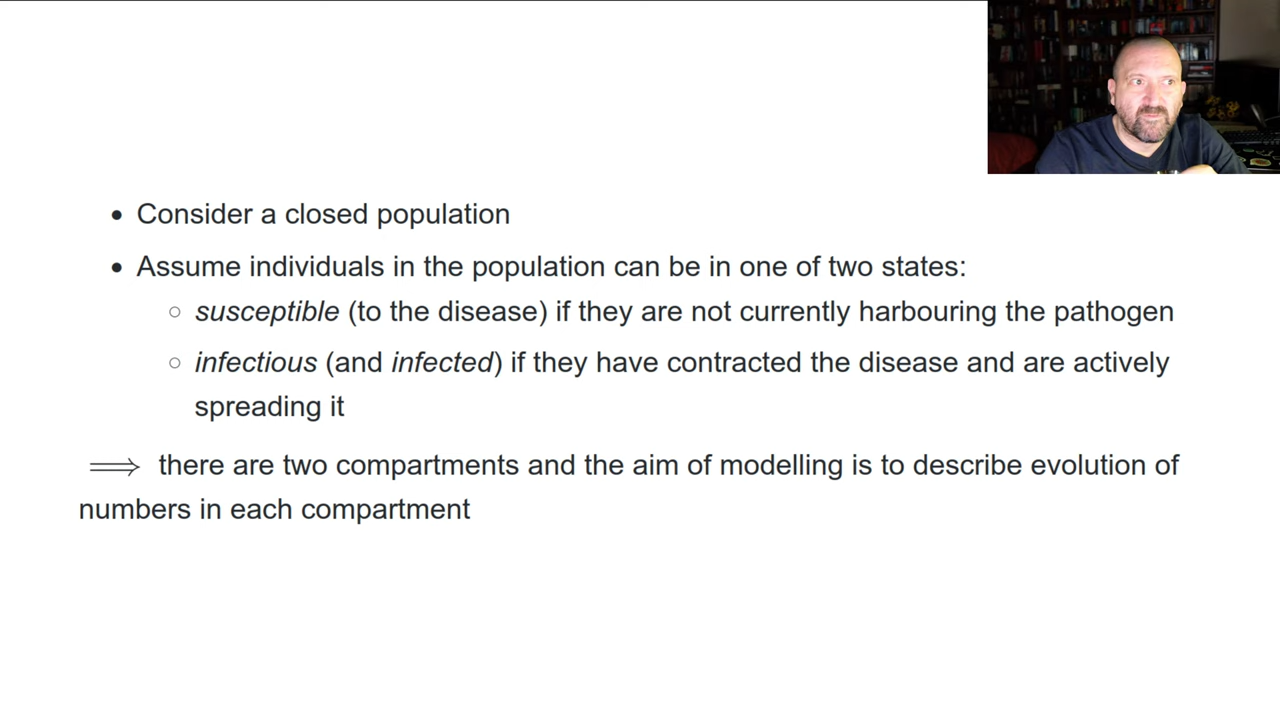 • Consider a closed population
• Assume individuals in the population can be in one of two states:
○ susceptible (to the disease) if they are not currently harbouring the pathogen
○ infectious (and infected) if they have contracted the disease and are actively
spreading it
⟹ there are two compartments and the aim of modelling is to describe evolution of
numbers in each compartment